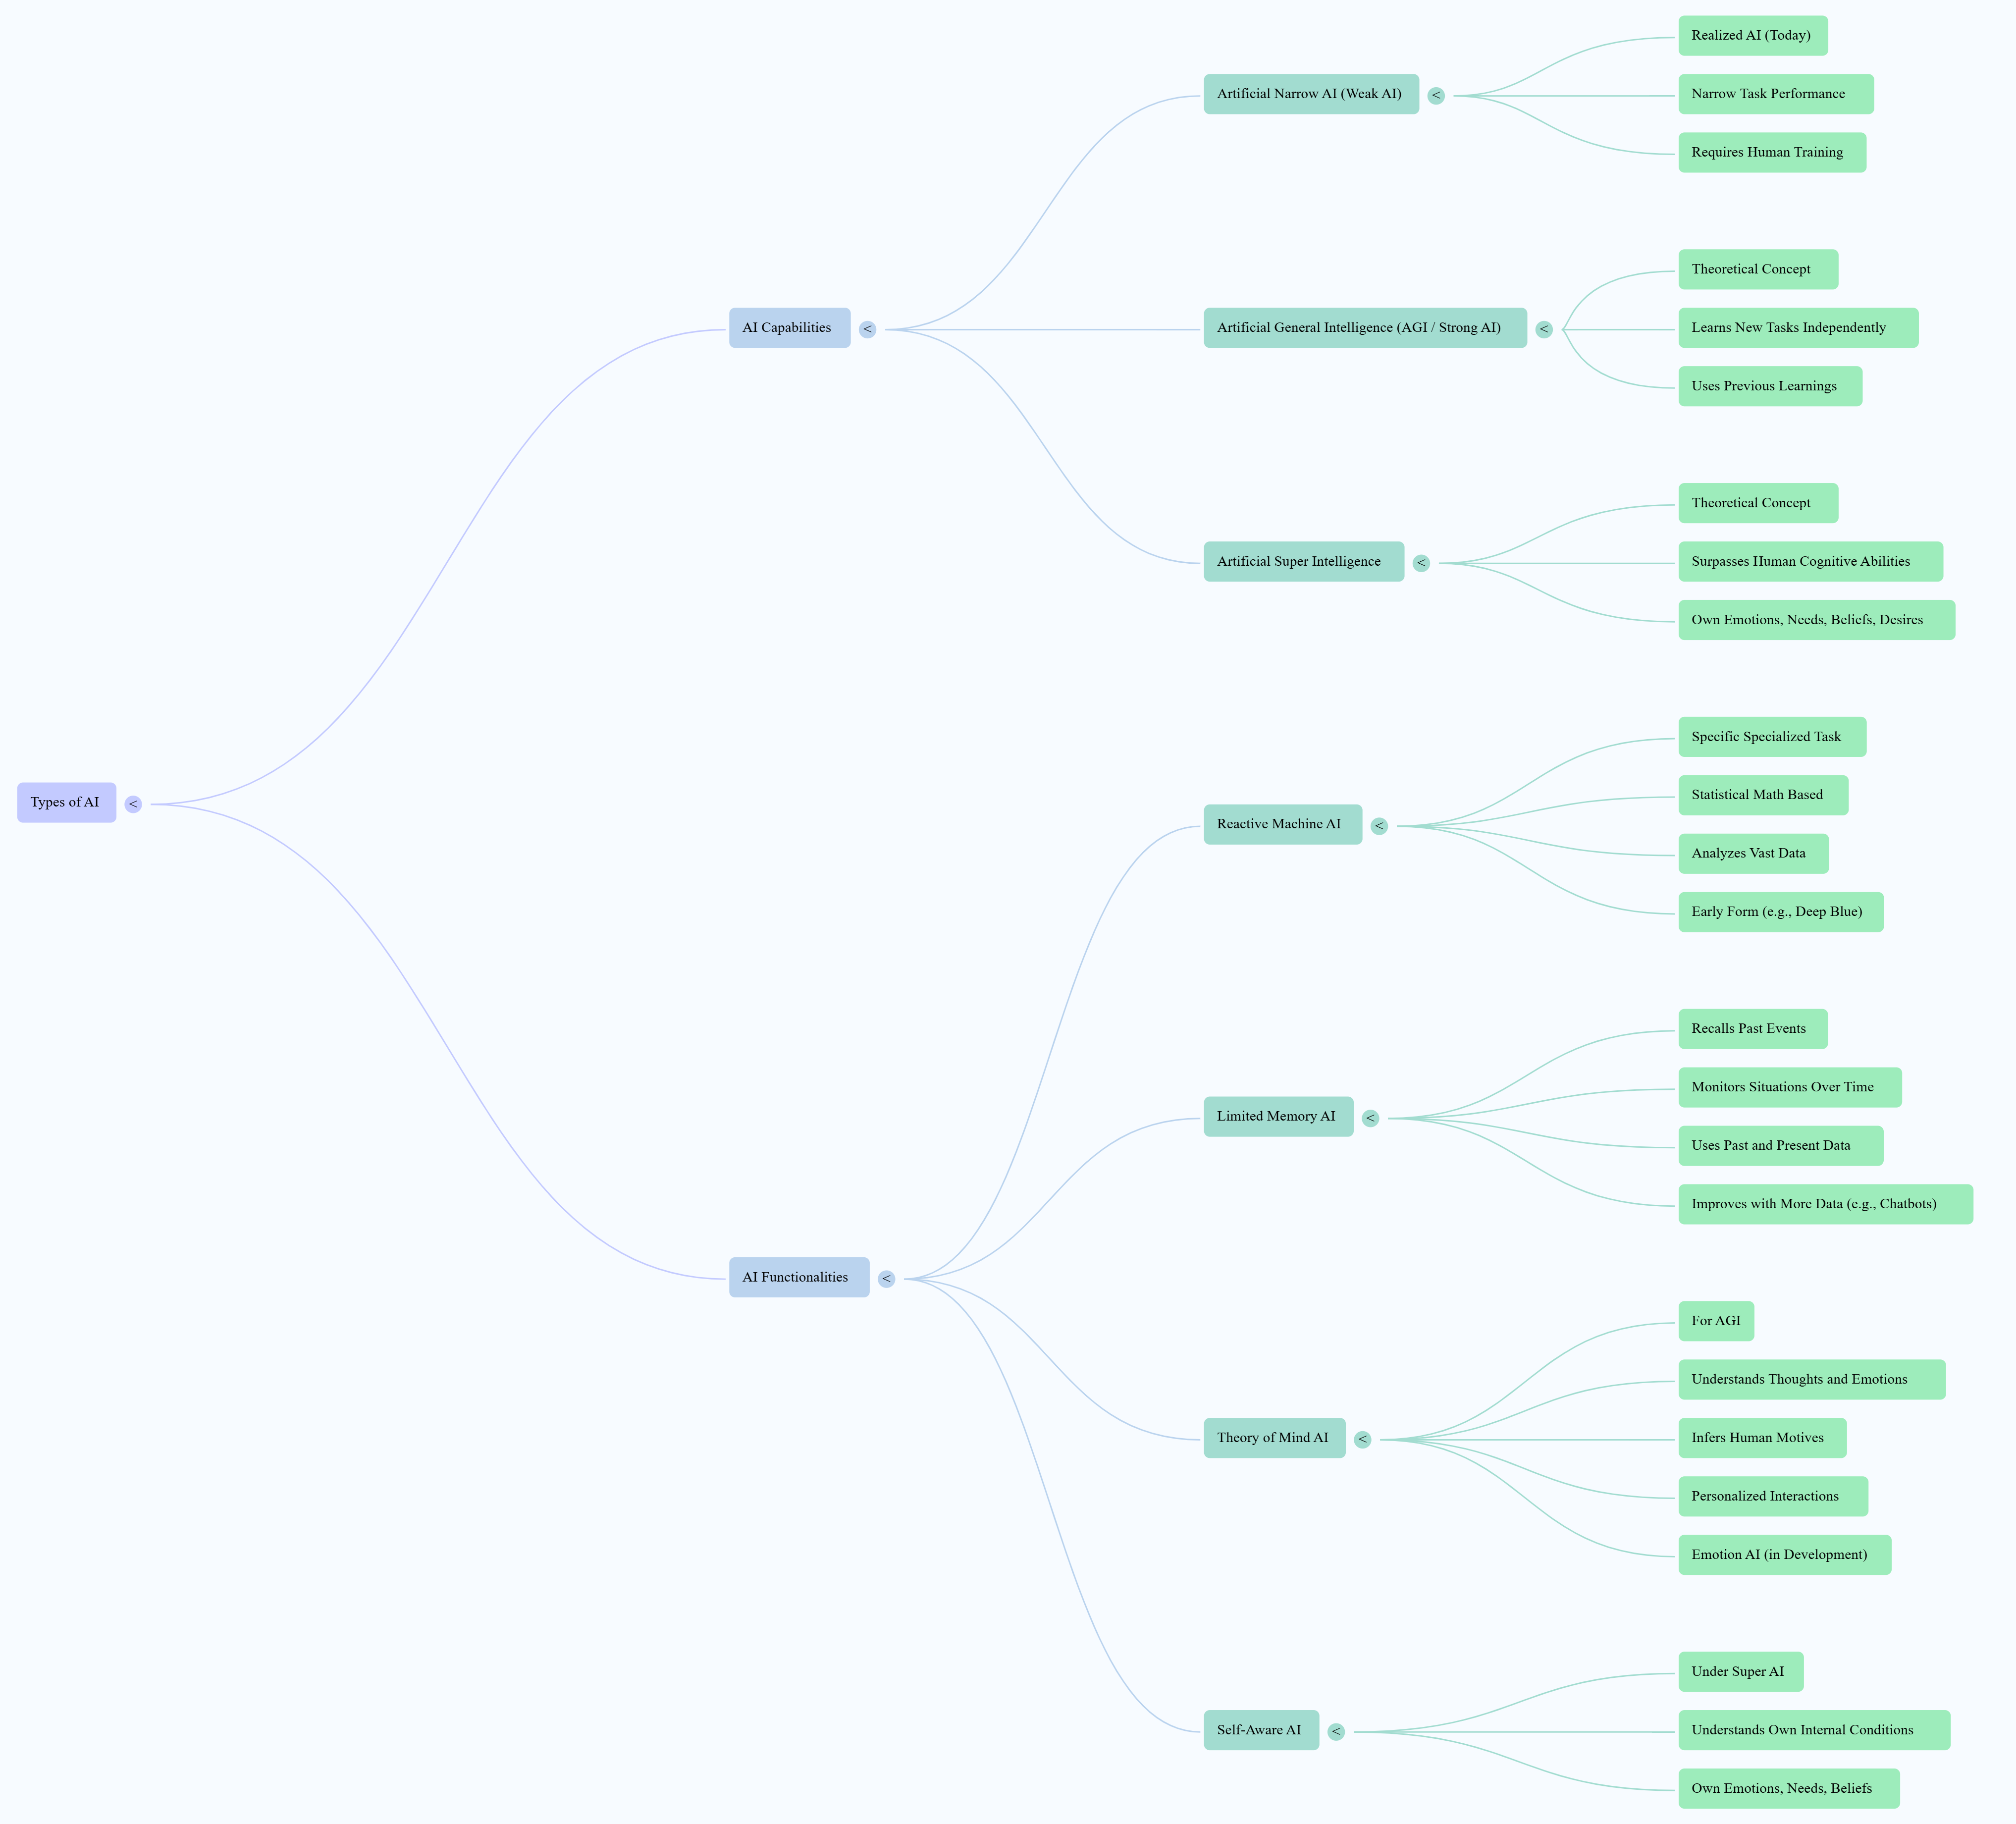 Types of AI <
AI Capabilities <
Artificial Narrow AI (Weak AI) <
Realized AI (Today)
Narrow Task Performance
Requires Human Training
Artificial General Intelligence (AGI / Strong AI) <
Theoretical Concept
Learns New Tasks Independently
Uses Previous Learnings
Artificial Super Intelligence <
Theoretical Concept
Surpasses Human Cognitive Abilities
Own Emotions, Needs, Beliefs, Desires
AI Functionalities <
Reactive Machine AI <
Specific Specialized Task
Statistical Math Based
Analyzes Vast Data
Early Form (e.g., Deep Blue)
Limited Memory AI <
Recalls Past Events
Monitors Situations Over Time
Uses Past and Present Data
Improves with More Data (e.g., Chatbots)
Theory of Mind AI <
For AGI
Understands Thoughts and Emotions
Infers Human Motives
Personalized Interactions
Emotion AI (in Development)
Self-Aware AI <
Under Super AI
Understands Own Internal Conditions
Own Emotions, Needs, Beliefs